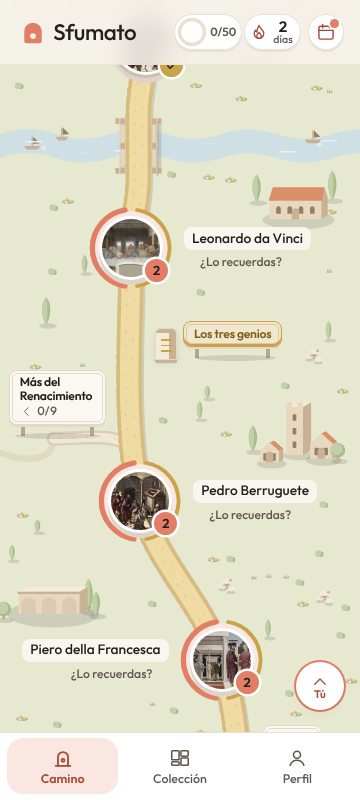 Sfumato
0/50
2
días
Leonardo da Vinci
¿Lo recuerdas?
2
Los tres genios
Más del
Renacimiento
0/9
Pedro Berruguete
¿Lo recuerdas?
2
Piero della Francesca
¿Lo recuerdas?
2
Tú
Camino
Colección
Perfil